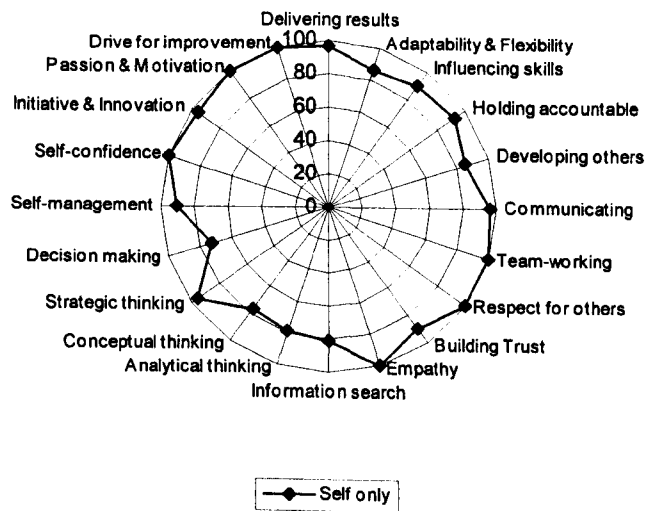 Delivering results
100
80
60
40
20
0
Adaptability & Flexibility
Influencing skills
Holding accountable
Developing others
Communicating
Team-working
Respect for others
Building Trust
Empathy
Information search
Analytical thinking
Conceptual thinking
Strategic thinking
Decision making
Self-management
Self-confidence
Initiative & Innovation
Passion & Motivation
Drive for improvement
Self only